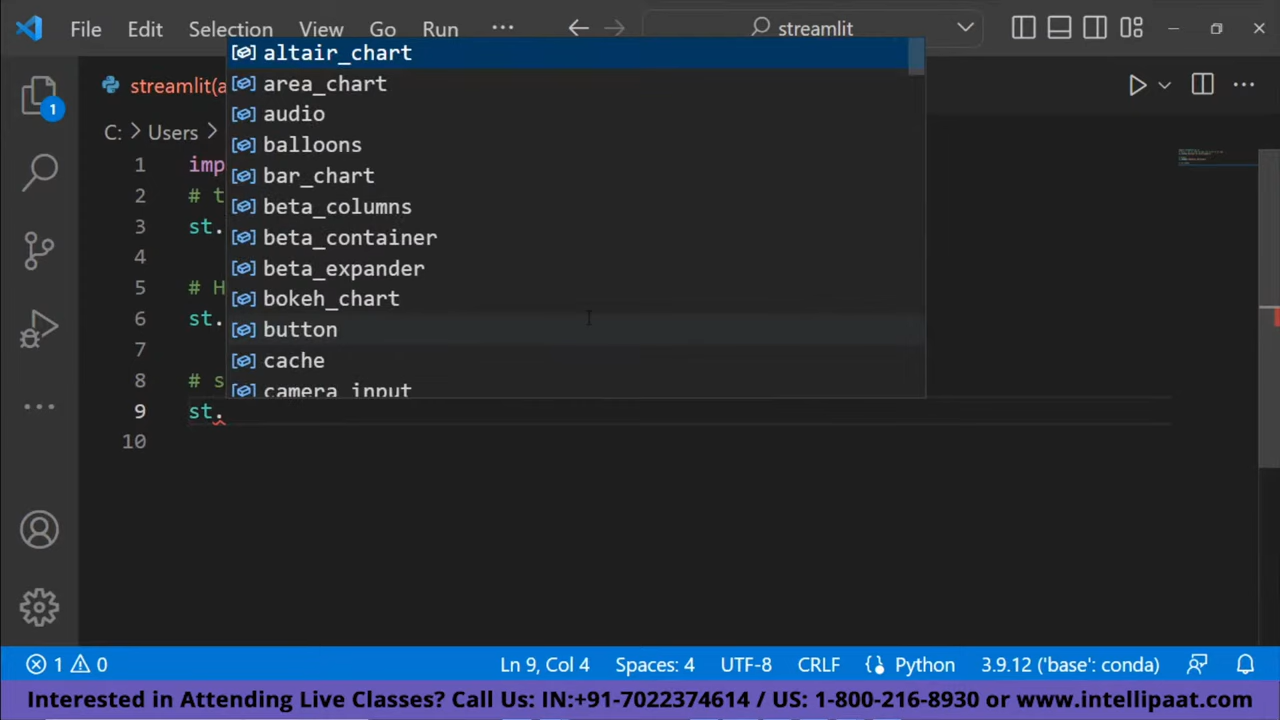 File Edit Selection View Go Run ··· streamlit
streamlit(a
C: > Users >
1 imp
2 # t
3 st.
4
5 # H
6 st.
7
8 # s
9 st.
10
altair_chart
area_chart
audio
balloons
bar_chart
beta_columns
beta_container
beta_expander
bokeh_chart
button
cache
camera_input
1
1 0 Ln 9, Col 4 Spaces: 4 UTF-8 CRLF Python 3.9.12 ('base': conda)
Interested in Attending Live Classes? Call Us: IN:+91-7022374614 / US: 1-800-216-8930 or www.intellipaat.com